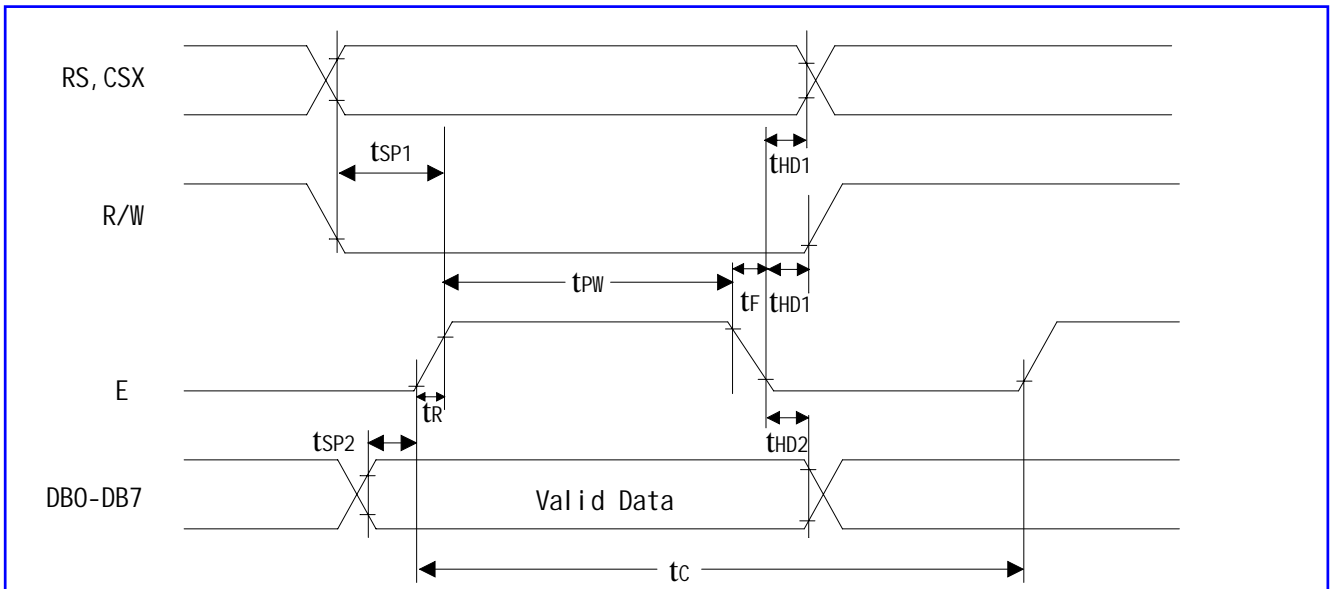 RS,CSX
tSP1
tHD1
R/W
tPW
tF tHD1
E
tR
tSP2
tHD2
DB0-DB7
Valid Data
tC